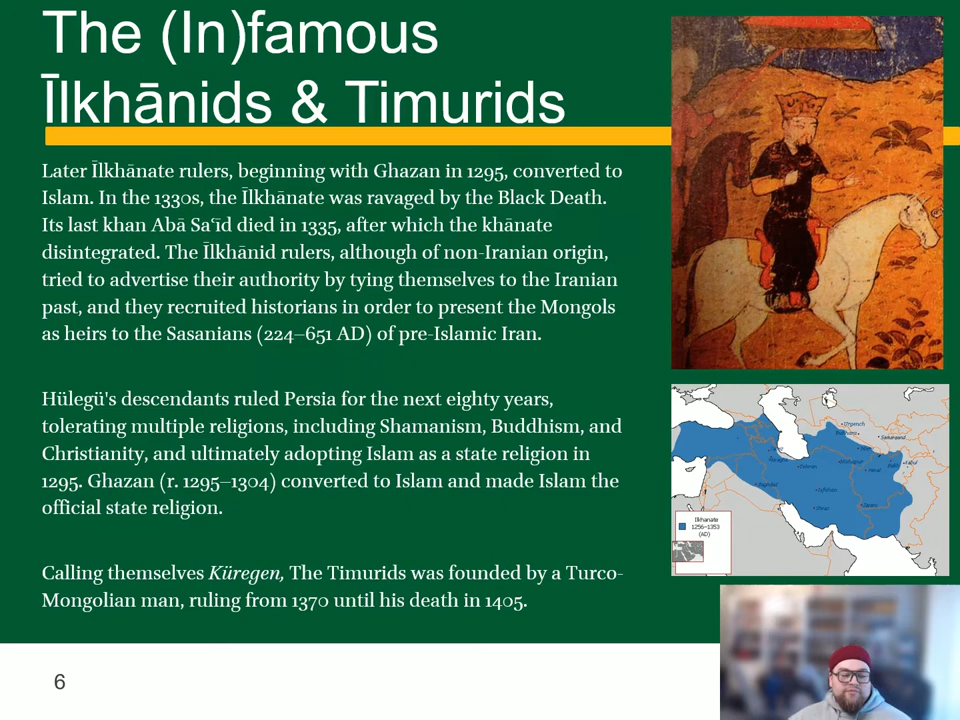 The (In)famous
Īlkhānids & Timurids
Later Īlkhānate rulers, beginning with Ghazan in 1295, converted to
Islam. In the 1330s, the Īlkhānate was ravaged by the Black Death.
Its last khan Abā Saʿīd died in 1335, after which the khānate
disintegrated. The Īlkhānid rulers, although of non-Iranian origin,
tried to advertise their authority by tying themselves to the Iranian
past, and they recruited historians in order to present the Mongols
as heirs to the Sasanians (224–651 AD) of pre-Islamic Iran.
Hülegü's descendants ruled Persia for the next eighty years,
tolerating multiple religions, including Shamanism, Buddhism, and
Christianity, and ultimately adopting Islam as a state religion in
1295. Ghazan (r. 1295–1304) converted to Islam and made Islam the
official state religion.
Calling themselves Küregen, The Timurids was founded by a Turco-
Mongolian man, ruling from 1370 until his death in 1405.
Urgench
Bukhara
Samarqand
Baghdad
Isfahan
Shiraz
Ilkhanate
1256–1353
(AD)
6